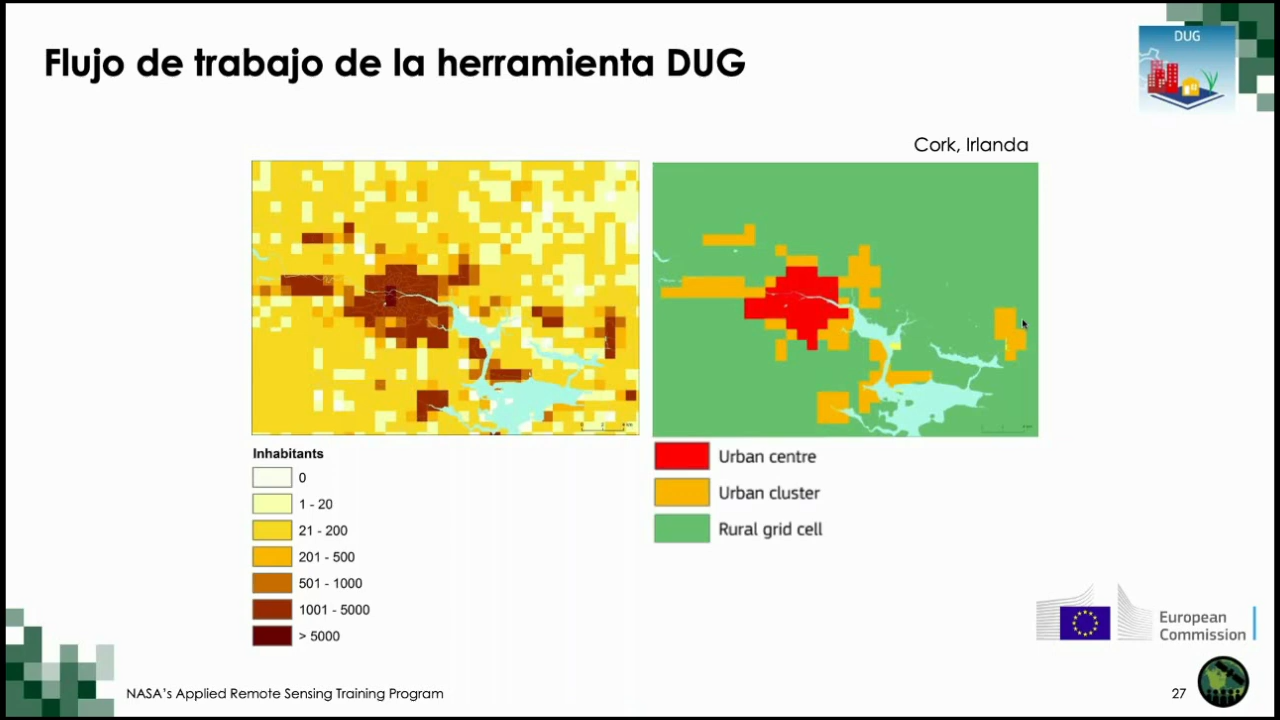 Flujo de trabajo de la herramienta DUG
DUG
Cork, Irlanda
Inhabitants
0
1 - 20
21 - 200
201 - 500
501 - 1000
1001 - 5000
> 5000
Urban centre
Urban cluster
Rural grid cell
European
Commission
NASA's Applied Remote Sensing Training Program
27